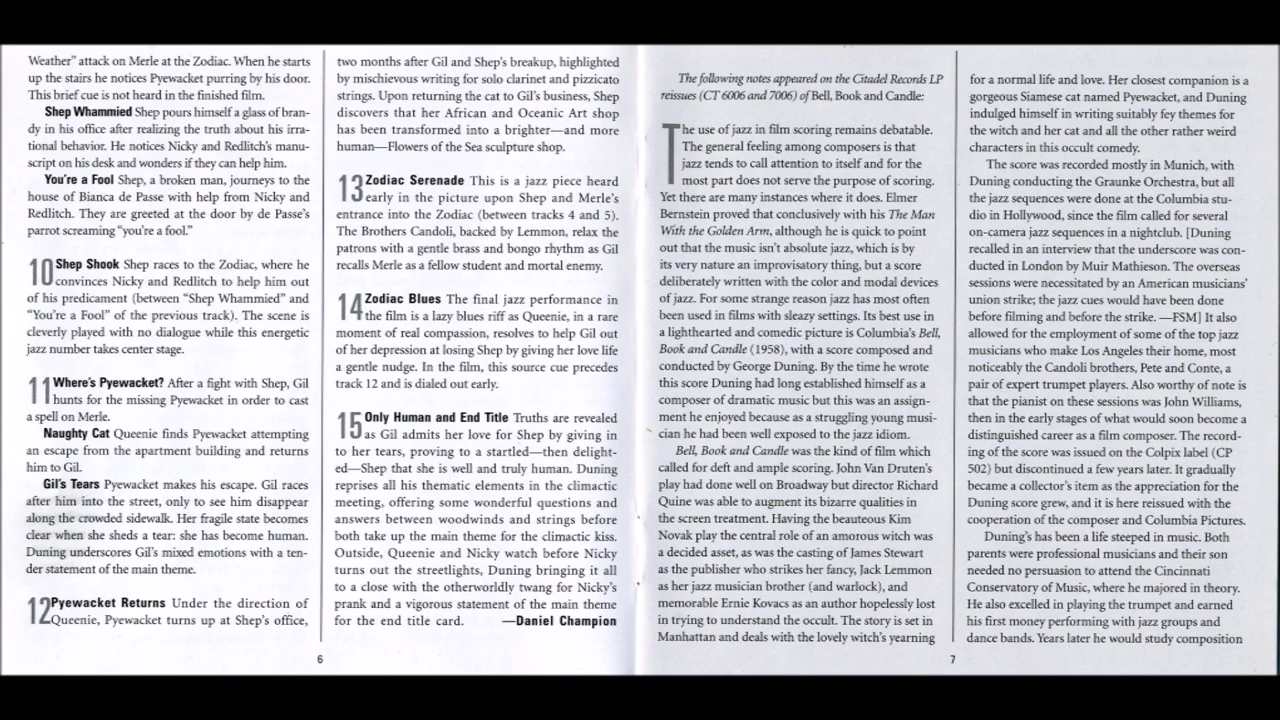 Weather" attack on Merle at the Zodiac. When he starts
up the stairs he notices Pyewacket purring by his door.
This brief cue is not heard in the finished film.
Shep Whammied Shep pours himself a glass of bran-
dy in his office after realizing the truth about his irra-
tional behavior. He notices Nicky and Redlitch's manu-
script on his desk and wonders if they can help him.
You're a Fool Shep, a broken man, journeys to the
house of Bianca de Passe with help from Nicky and
Redlitch. They are greeted at the door by de Passe's
parrot screaming "you're a fool."
10 Shep Shook Shep races to the Zodiac, where he
convinces Nicky and Redlitch to help him out
of his predicament (between "Shep Whammied" and
"You're a Fool" of the previous track). The scene is
cleverly played with no dialogue while this energetic
jazz number takes center stage.
11 Where's Pyewacket? After a fight with Shep, Gil
hunts for the missing Pyewacket in order to cast
a spell on Merle.
Naughty Cat Queenie finds Pyewacket attempting
an escape from the apartment building and returns
him to Gil.
Gil's Tears Pyewacket makes his escape. Gil races
after him into the street, only to see him disappear
along the crowded sidewalk. Her fragile state becomes
clear when she sheds a tear: she has become human.
Duning underscores Gil's mixed emotions with a ten-
der statement of the main theme.
12 Pyewacket Returns Under the direction of
Queenie, Pyewacket turns up at Shep's office,
two months after Gil and Shep's breakup, highlighted
by mischievous writing for solo clarinet and pizzicato
strings. Upon returning the cat to Gil's business, Shep
discovers that her African and Oceanic Art shop
has been transformed into a brighter—and more
human—Flowers of the Sea sculpture shop.
13 Zodiac Serenade This is a jazz piece heard
early in the picture upon Shep and Merle's
entrance into the Zodiac (between tracks 4 and 5).
The Brothers Candoli, backed by Lemmon, relax the
patrons with a gentle brass and bongo rhythm as Gil
recalls Merle as a fellow student and mortal enemy.
14 Zodiac Blues The final jazz performance in
the film is a lazy blues riff as Queenie, in a rare
moment of real compassion, resolves to help Gil out
of her depression at losing Shep by giving her love life
a gentle nudge. In the film, this source cue precedes
track 12 and is dialed out early.
15 Only Human and End Title Truths are revealed
as Gil admits her love for Shep by giving in
to her tears, proving to a startled—then delight-
ed—Shep that she is well and truly human. Duning
reprises all his thematic elements in the climactic
meeting, offering some wonderful questions and
answers between woodwinds and strings before
both take up the main theme for the climactic kiss.
Outside, Queenie and Nicky watch before Nicky
turns out the streetlights, Duning bringing it all
to a close with the otherworldly twang for Nicky's
prank and a vigorous statement of the main theme
for the end title card. —Daniel Champion
6
The following notes appeared on the Citadel Records LP
reissues (CT 6006 and 7006) of Bell, Book and Candle:
The use of jazz in film scoring remains debatable.
The general feeling among composers is that
jazz tends to call attention to itself and for the
most part does not serve the purpose of scoring.
Yet there are many instances where it does. Elmer
Bernstein proved that conclusively with his The Man
With the Golden Arm, although he is quick to point
out that the music isn't absolute jazz, which is by
its very nature an improvisatory thing, but a score
deliberately written with the color and modal devices
of jazz. For some strange reason jazz has most often
been used in films with sleazy settings. Its best use in
a lighthearted and comedic picture is Columbia's Bell,
Book and Candle (1958), with a score composed and
conducted by George Duning. By the time he wrote
this score Duning had long established himself as a
composer of dramatic music but this was an assign-
ment he enjoyed because as a struggling young musi-
cian he had been well exposed to the jazz idiom.
Bell, Book and Candle was the kind of film which
called for deft and ample scoring. John Van Druten's
play had done well on Broadway but director Richard
Quine was able to augment its bizarre qualities in
the screen treatment. Having the beauteous Kim
Novak play the central role of an amorous witch was
a decided asset, as was the casting of James Stewart
as the publisher who strikes her fancy, Jack Lemmon
as her jazz musician brother (and warlock), and
memorable Ernie Kovacs as an author hopelessly lost
in trying to understand the occult. The story is set in
Manhattan and deals with the lovely witch's yearning
for a normal life and love. Her closest companion is a
gorgeous Siamese cat named Pyewacket, and Duning
indulged himself in writing suitably fey themes for
the witch and her cat and all the other rather weird
characters in this occult comedy.
The score was recorded mostly in Munich, with
Duning conducting the Graunke Orchestra, but all
the jazz sequences were done at the Columbia stu-
dio in Hollywood, since the film called for several
on-camera jazz sequences in a nightclub. [Duning
recalled in an interview that the underscore was con-
ducted in London by Muir Mathieson. The overseas
sessions were necessitated by an American musicians'
union strike; the jazz cues would have been done
before filming and before the strike. —FSM] It also
allowed for the employment of some of the top jazz
musicians who make Los Angeles their home, most
noticeably the Candoli brothers, Pete and Conte, a
pair of expert trumpet players. Also worthy of note is
that the pianist on these sessions was John Williams,
then in the early stages of what would soon become a
distinguished career as a film composer. The record-
ing of the score was issued on the Colpix label (CP
502) but discontinued a few years later. It gradually
became a collector's item as the appreciation for the
Duning score grew, and it is here reissued with the
cooperation of the composer and Columbia Pictures.
Duning's has been a life steeped in music. Both
parents were professional musicians and their son
needed no persuasion to attend the Cincinnati
Conservatory of Music, where he majored in theory.
He also excelled in playing the trumpet and earned
his first money performing with jazz groups and
dance bands. Years later he would study composition
7